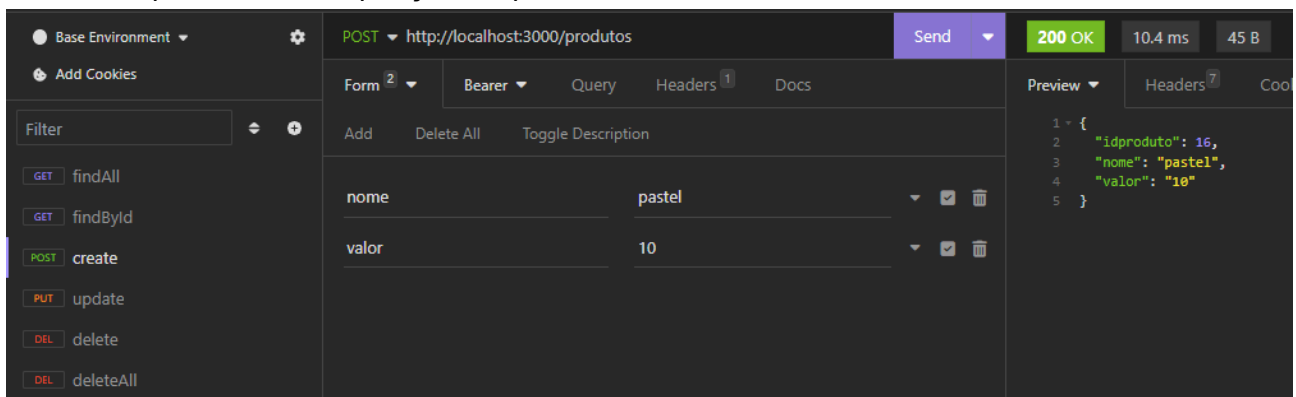 Base Environment
Add Cookies
Filter
GET findAll
GET findById
POST create
PUT update
DEL delete
DEL deleteAll
POST http://localhost:3000/produtos Send
Form 2 Bearer Query Headers 1 Docs
Add Delete All Toggle Description
nome pastel
valor 10
200 OK 10.4 ms 45 B
Preview Headers 7 Cool
1 {
2 "idproduto": 16,
3 "nome": "pastel",
4 "valor": "10"
5 }